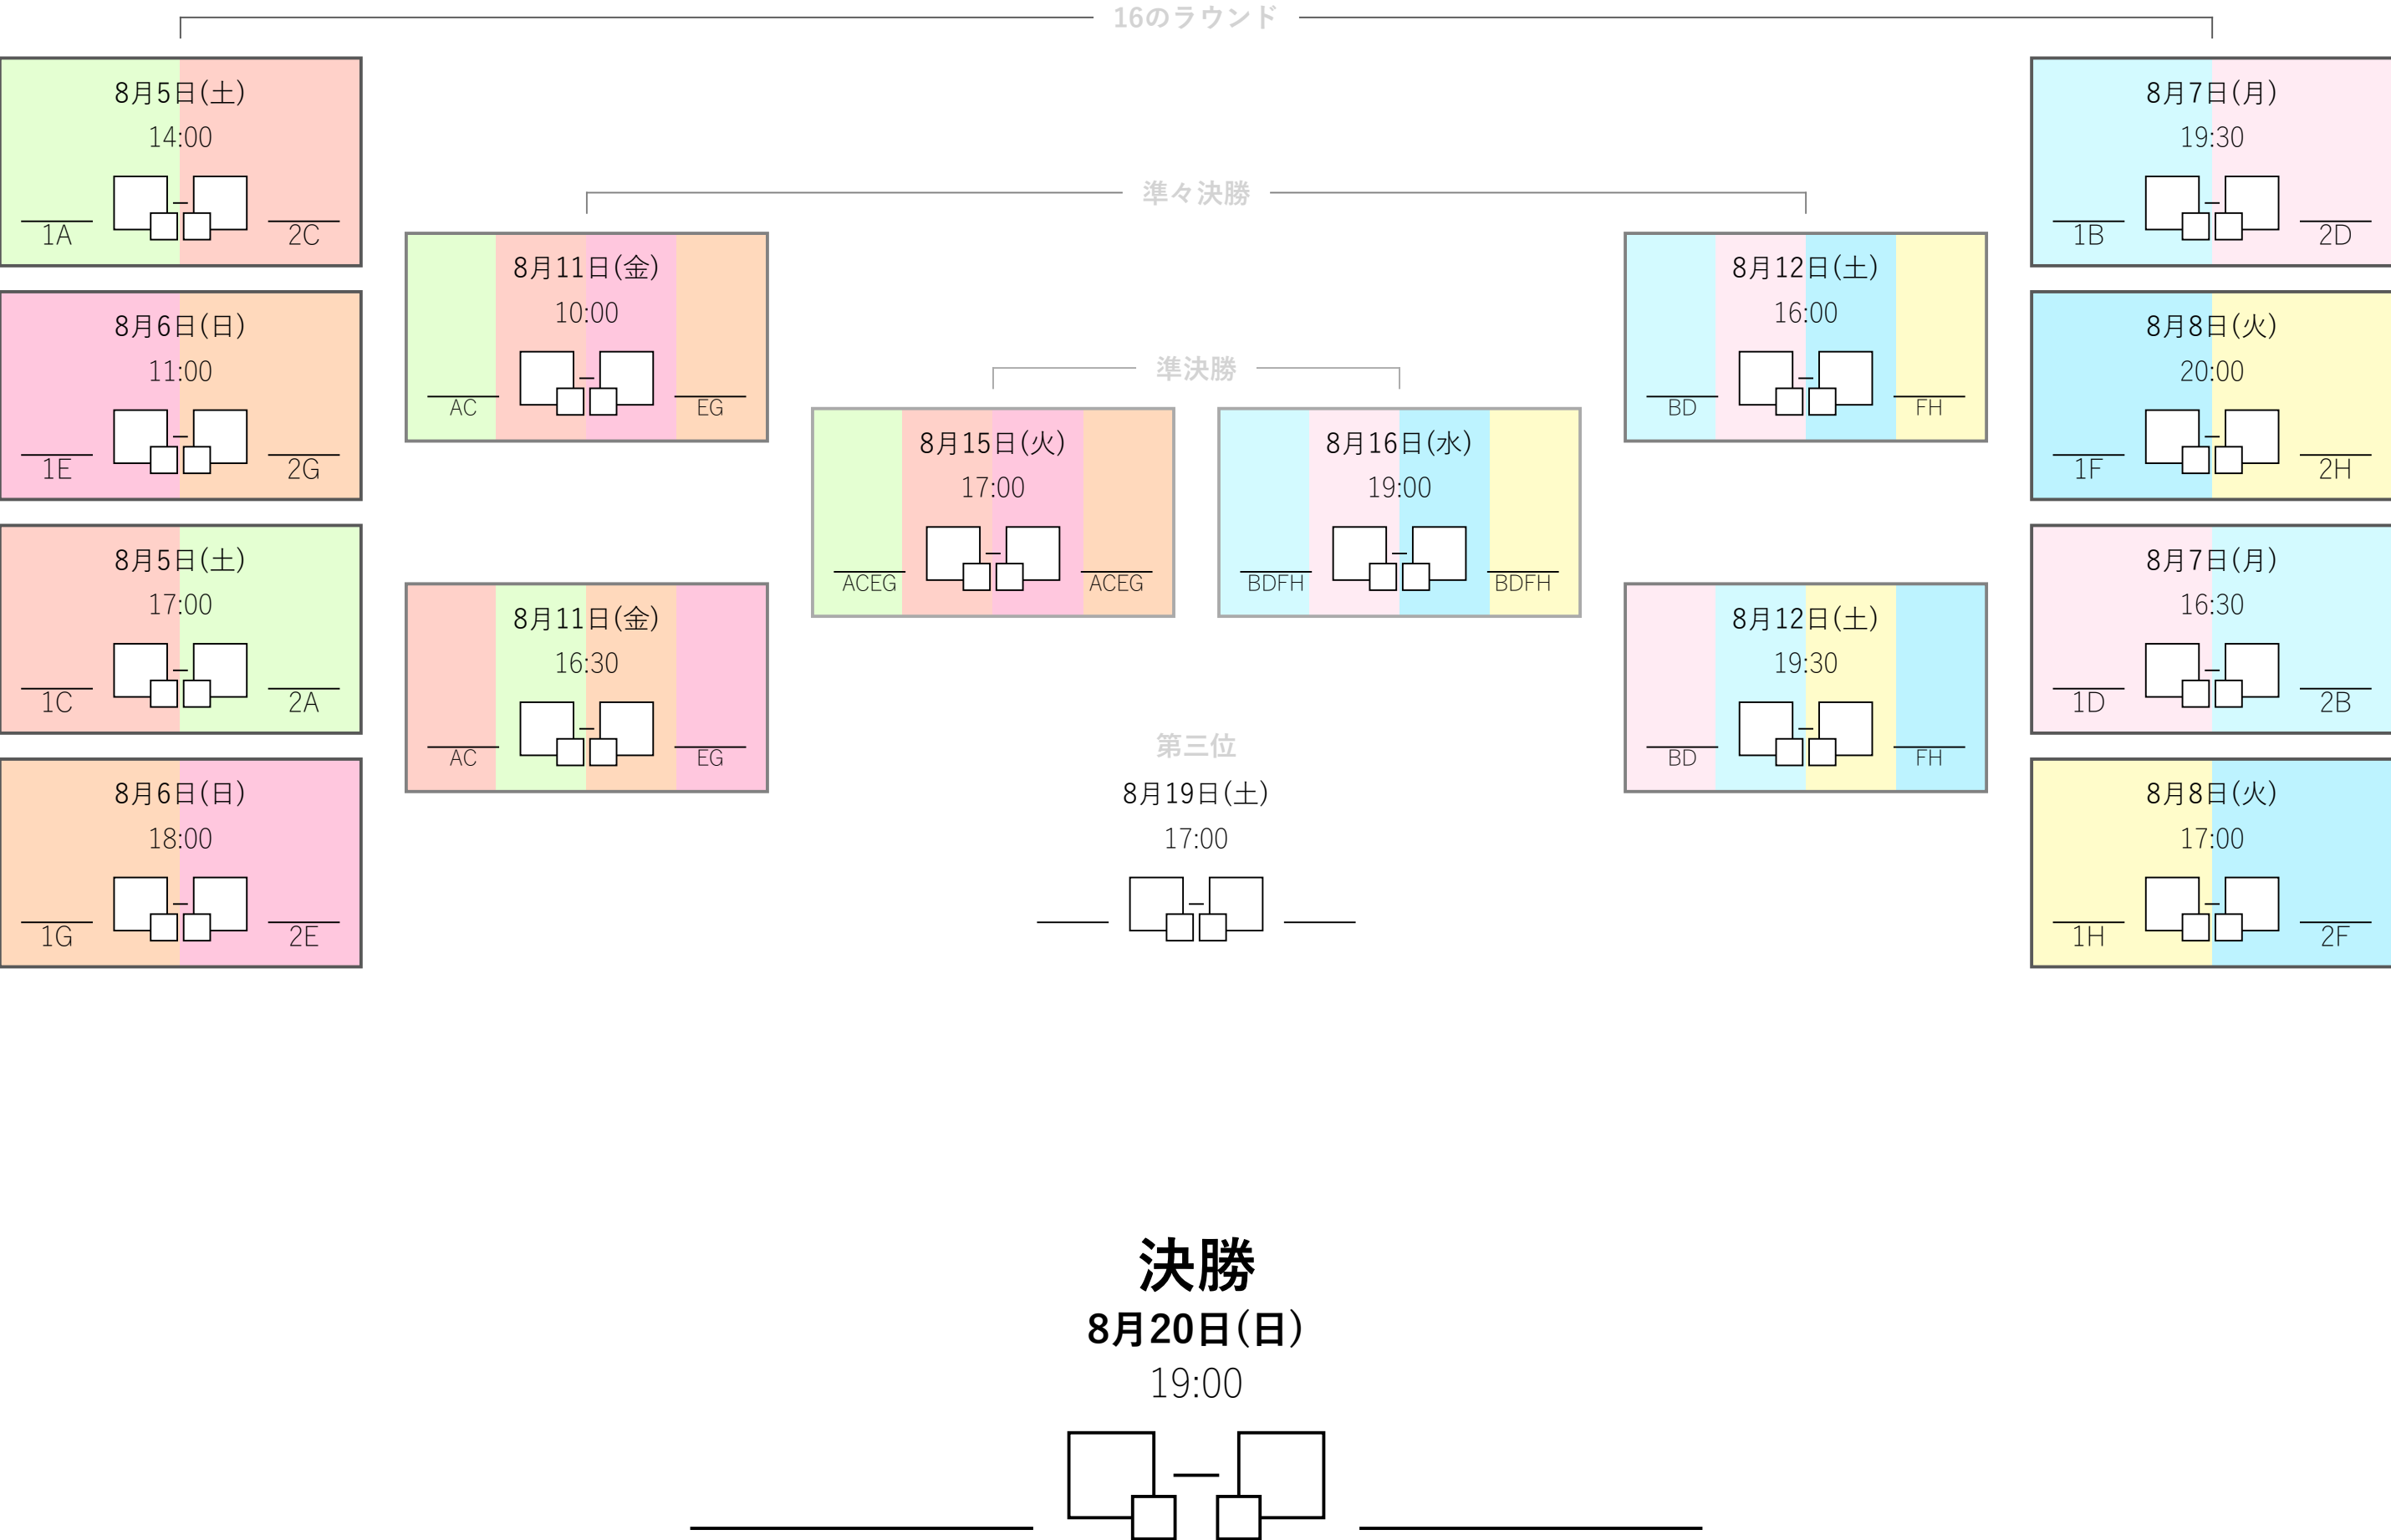 16のラウンド
8月5日(土)
14:00
1A
2C
8月6日(日)
11:00
1E
2G
8月5日(土)
17:00
1C
2A
8月6日(日)
18:00
1G
2E
準々決勝
8月11日(金)
10:00
AC
EG
8月11日(金)
16:30
AC
EG
準決勝
8月15日(火)
17:00
ACEG
ACEG
8月16日(水)
19:00
BDFH
BDFH
8月12日(土)
16:00
BD
FH
8月12日(土)
19:30
BD
FH
8月7日(月)
19:30
1B
2D
8月8日(火)
20:00
1F
2H
8月7日(月)
16:30
1D
2B
8月8日(火)
17:00
1H
2F
第三位
8月19日(土)
17:00
決勝
8月20日(日)
19:00